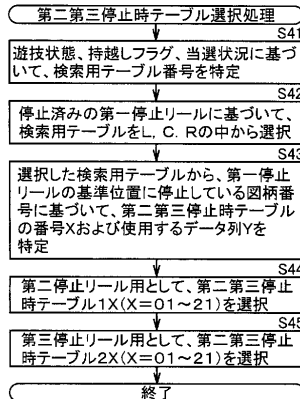 第二第三停止時テーブル選択処理
S41
遊技状態、持越しフラグ、当選状況に基づ
いて、検索用テーブル番号を特定
S42
停止済みの第一停止リールに基づいて、
検索用テーブルをL, C, Rの中から選択
S43
選択した検索用テーブルから、第一停止
リールの基準位置に停止している図柄番
号に基づいて、第二第三停止時テーブル
の番号Xおよび使用するデータ列Yを
特定
S44
第二停止リール用として、第二第三停止
時テーブル1X(X=01~21)を選択
S45
第三停止リール用として、第二第三停止
時テーブル2X(X=01~21)を選択
終了